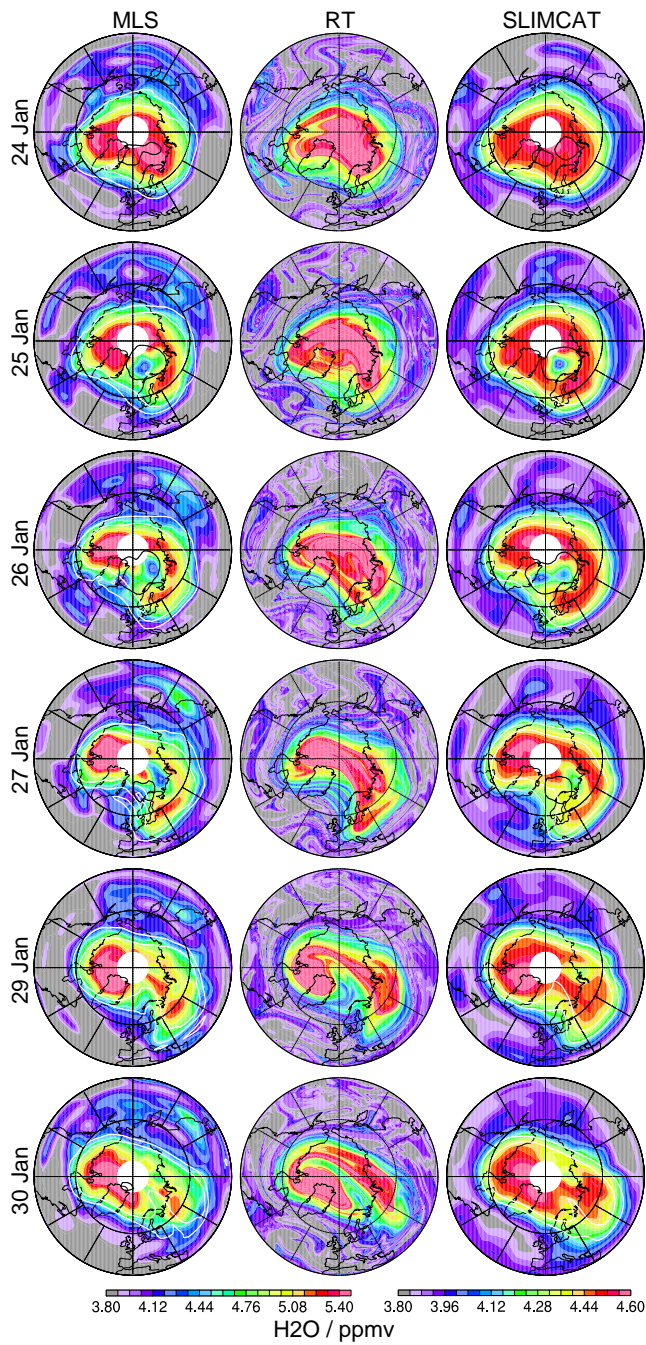 MLS RT SLIMCAT
24 Jan
25 Jan
26 Jan
27 Jan
29 Jan
30 Jan
3.80 4.12 4.44 4.76 5.08 5.40 3.80 3.96 4.12 4.28 4.44 4.60
H2O / ppmv